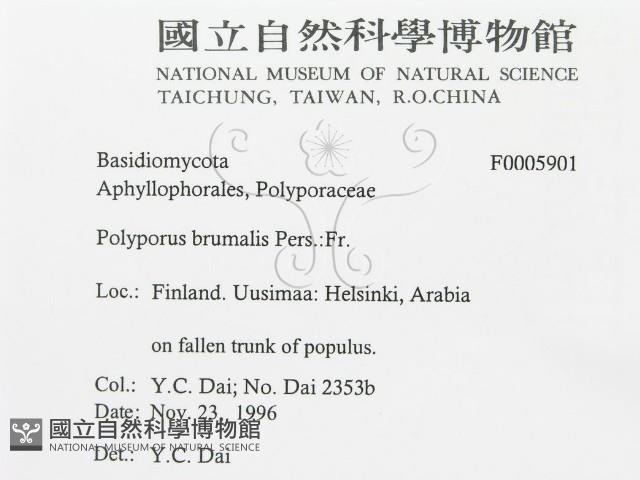 國立自然科學博物館
NATIONAL MUSEUM OF NATURAL SCIENCE
TAICHUNG, TAIWAN, R.O.CHINA
Basidiomycota F0005901
Aphyllophorales, Polyporaceae
Polyporus brumalis Pers.:Fr.
Loc.: Finland. Uusimaa: Helsinki, Arabia
on fallen trunk of populus.
Col.: Y.C. Dai; No. Dai 2353b
Date: Nov. 23, 1996
國立自然科學博物館
NATIONAL MUSEUM OF NATURAL SCIENCE
Det.: Y.C. Dai